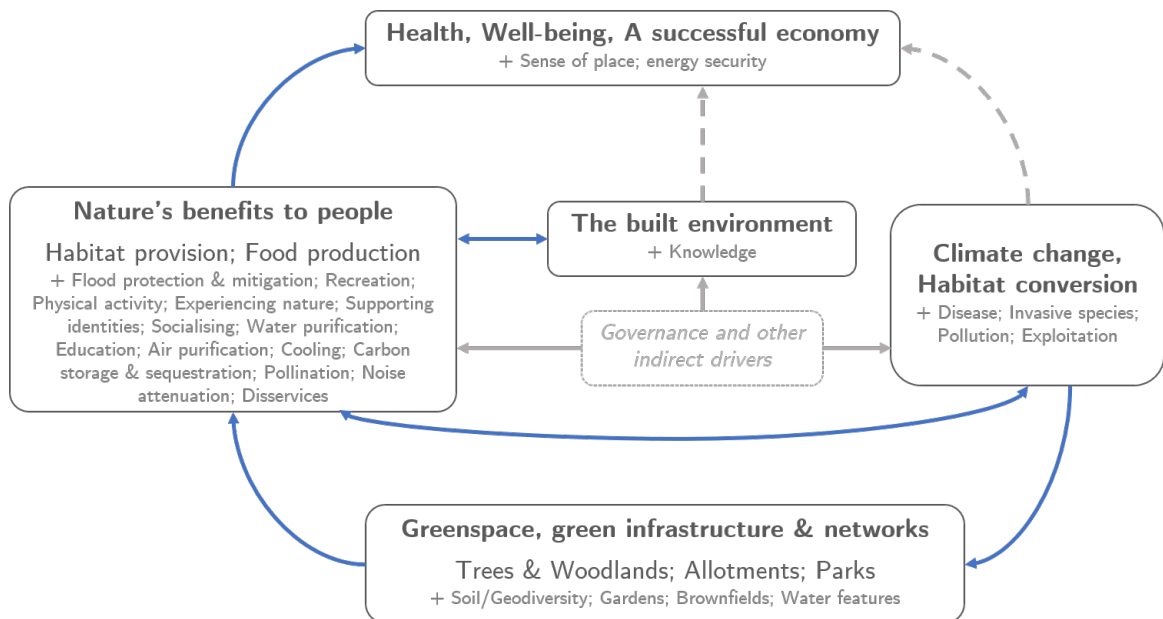 Health, Well-being, A successful economy
+ Sense of place; energy security
Nature's benefits to people
Habitat provision; Food production
+ Flood protection & mitigation; Recreation;
Physical activity; Experiencing nature; Supporting
identities; Socialising; Water purification;
Education; Air purification; Cooling; Carbon
storage & sequestration; Pollination; Noise
attenuation; Disservices
The built environment
+ Knowledge
Governance and other
indirect drivers
Climate change,
Habitat conversion
+ Disease; Invasive species;
Pollution; Exploitation
Greenspace, green infrastructure & networks
Trees & Woodlands; Allotments; Parks
+ Soil/Geodiversity; Gardens; Brownfields; Water features